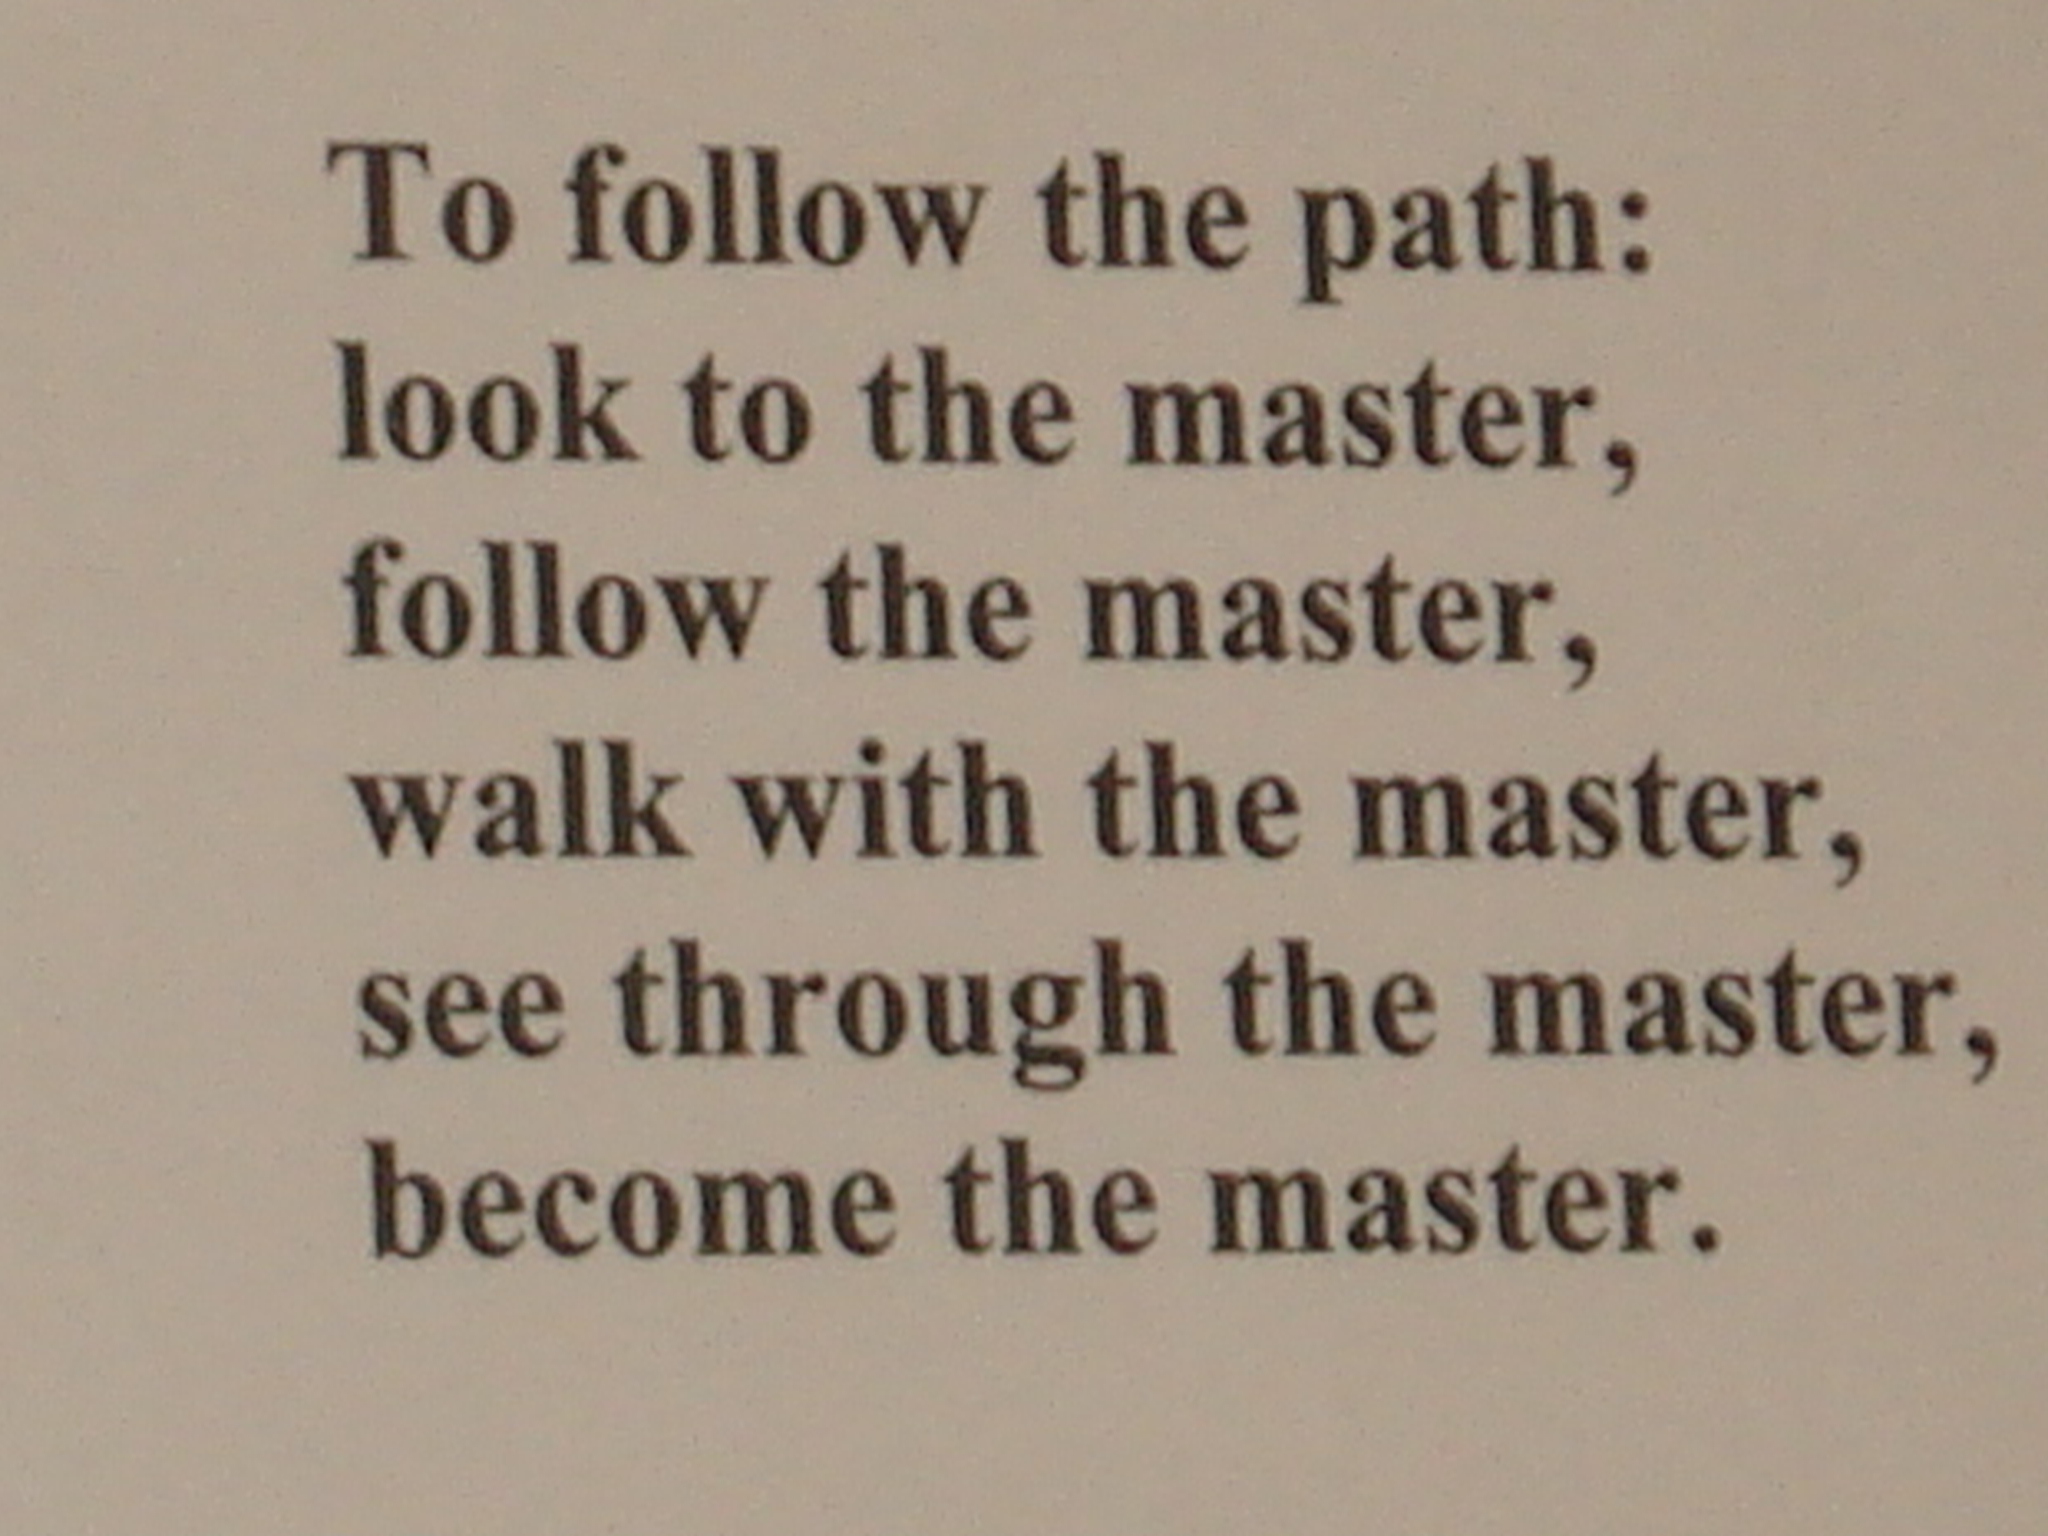 To follow the path:
look to the master,
follow the master,
walk with the master,
see through the master,
become the master.